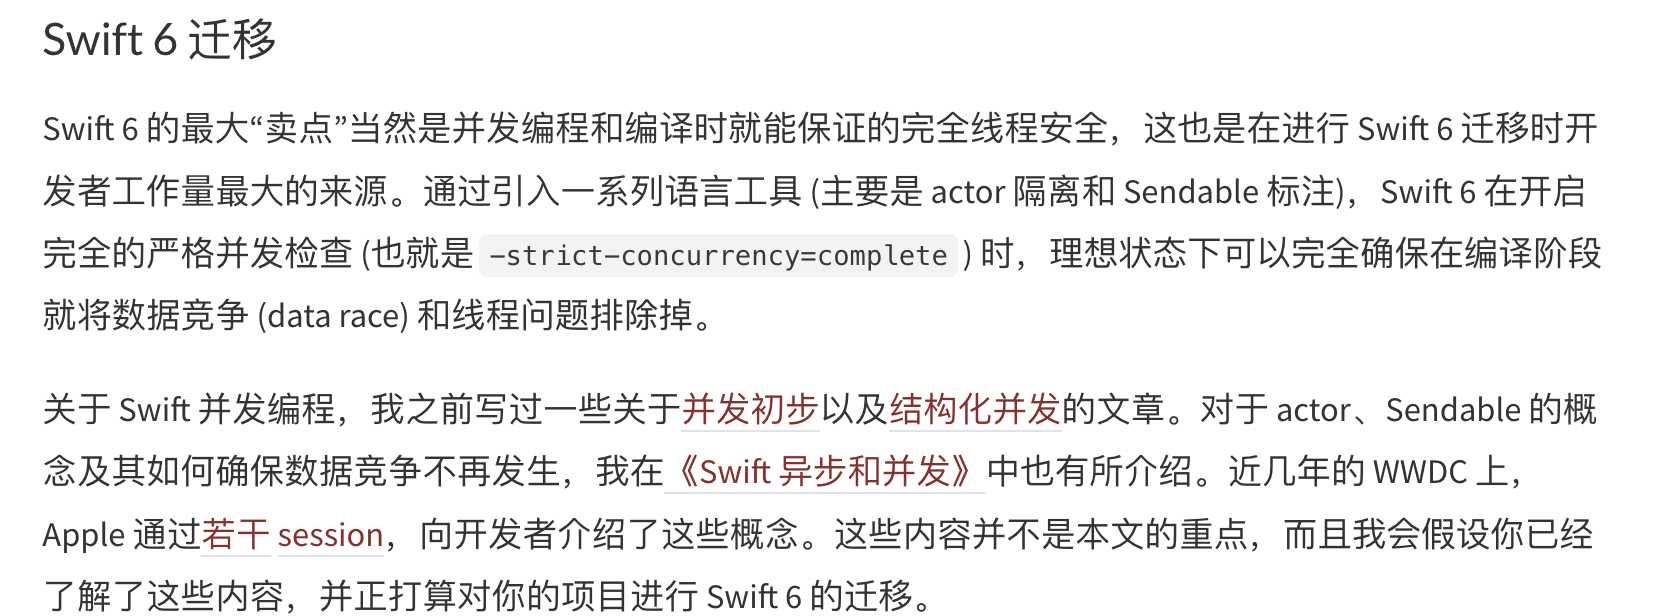 Swift 6 迁移
Swift 6 的最大“卖点”当然是并发编程和编译时就能保证的完全线程安全，这也是在进行 Swift 6 迁移时开
发者工作量最大的来源。通过引入一系列语言工具 (主要是 actor 隔离和 Sendable 标注)，Swift 6 在开启
完全的严格并发检查 (也就是 -strict-concurrency=complete ) 时，理想状态下可以完全确保在编译阶段
就将数据竞争 (data race) 和线程问题排除掉。
关于 Swift 并发编程，我之前写过一些关于并发初步以及结构化并发的文章。对于 actor、Sendable 的概
念及其如何确保数据竞争不再发生，我在《Swift 异步和并发》中也有所介绍。近几年的 WWDC 上，
Apple 通过若干 session，向开发者介绍了这些概念。这些内容并不是本文的重点，而且我会假设你已经
了解了这些内容，并正打算对你的项目进行 Swift 6 的迁移。